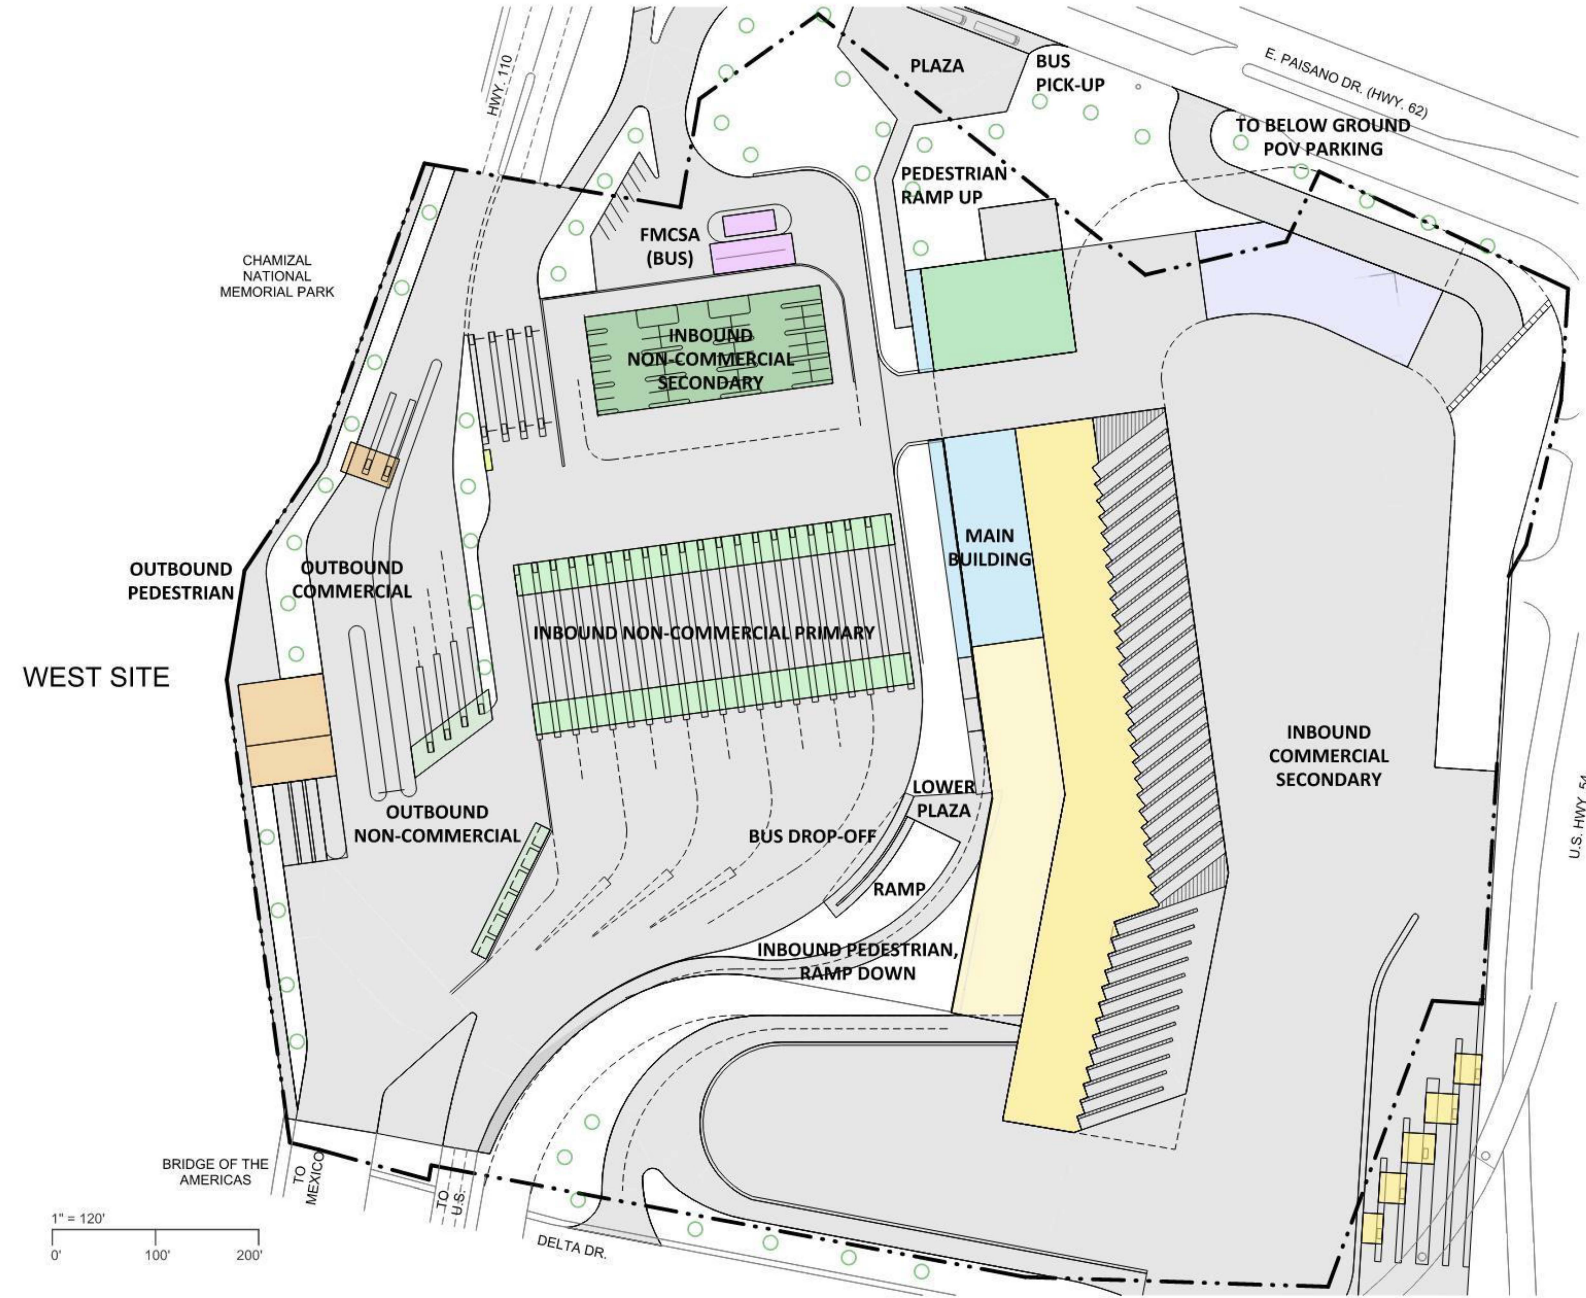 HWY. 110
PLAZA
BUS
PICK-UP
E. PAISANO DR. (HWY. 62)
TO BELOW GROUND
POV PARKING
PEDESTRIAN
RAMP UP
FMCSA
(BUS)
CHAMIZAL
NATIONAL
MEMORIAL PARK
INBOUND
NON-COMMERCIAL
SECONDARY
MAIN
BUILDING
OUTBOUND
PEDESTRIAN
OUTBOUND
COMMERCIAL
INBOUND NON-COMMERCIAL PRIMARY
WEST SITE
INBOUND
COMMERCIAL
SECONDARY
LOWER
PLAZA
OUTBOUND
NON-COMMERCIAL
BUS DROP-OFF
U.S. HWY. 54
RAMP
INBOUND PEDESTRIAN,
RAMP DOWN
BRIDGE OF THE
AMERICAS
TO
MEXICO
TO
U.S.
DELTA DR.
1" = 120'
0' 100' 200'